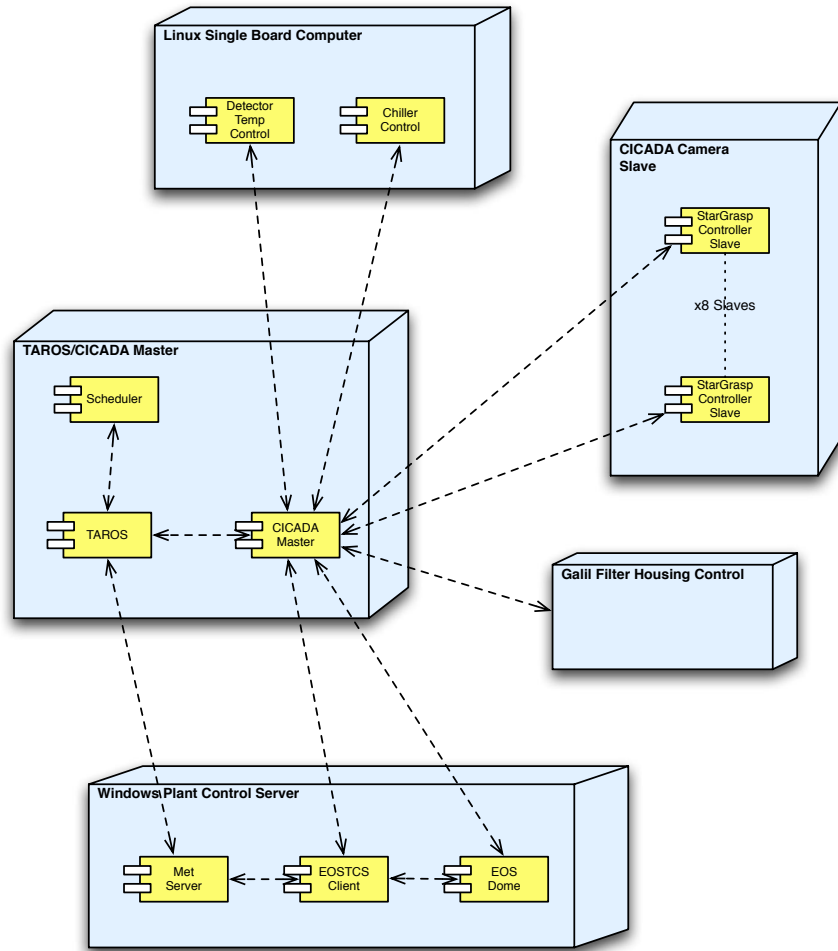 Linux Single Board Computer
Detector
Temp
Control
Chiller
Control
CICADA Camera
Slave
StarGrasp
Controller
Slave
x8 Slaves
StarGrasp
Controller
Slave
TAROS/CICADA Master
Scheduler
TAROS
CICADA
Master
Galil Filter Housing Control
Windows Plant Control Server
Met
Server
EOSTCS
Client
EOS
Dome